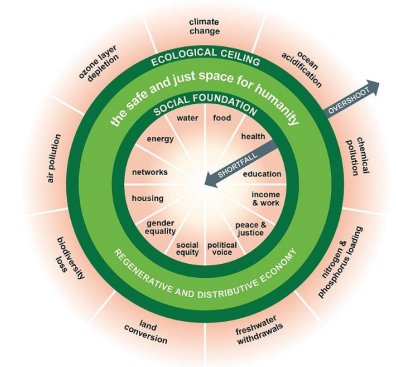 climate
change
ozone layer
depletion
ocean
acidification
ECOLOGICAL CEILING
the safe and just space for humanity
OVERSHOOT
SOCIAL FOUNDATION
water
food
energy
health
SHORTFALL
air pollution
chemical
pollution
networks
education
housing
income
& work
gender
equality
peace &
justice
social
equity
political
voice
biodiversity
loss
nitrogen &
phosphorus loading
REGENERATIVE AND DISTRIBUTIVE ECONOMY
land
conversion
freshwater
withdrawals